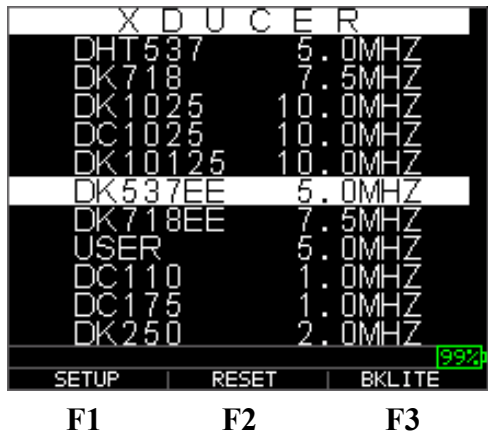 XDUCER
DHT537 5.0MHZ
DK718 7.5MHZ
DK1025 10.0MHZ
DC1025 10.0MHZ
DK10125 10.0MHZ
DK537EE 5.0MHZ
DK718EE 7.5MHZ
USER 5.0MHZ
DC110 1.0MHZ
DC175 1.0MHZ
DK250 2.0MHZ
99%
SETUP | RESET | BKLITE
F1 F2 F3